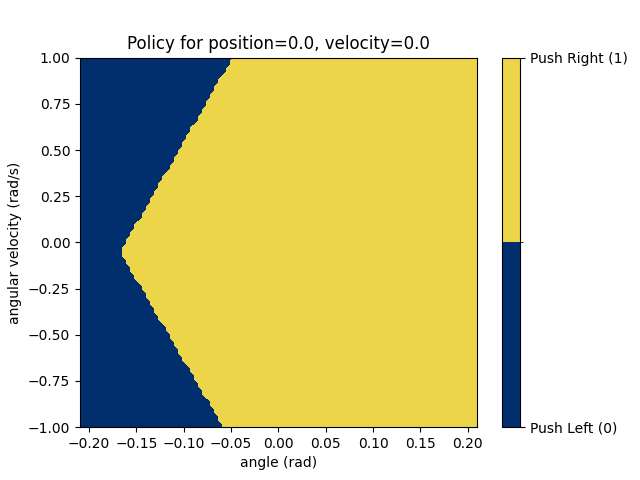 Policy for position=0.0, velocity=0.0
1.00
0.75
0.50
0.25
0.00
−0.25
−0.50
−0.75
−1.00
angular velocity (rad/s)
−0.20 −0.15 −0.10 −0.05 0.00 0.05 0.10 0.15 0.20
angle (rad)
Push Right (1)
Push Left (0)